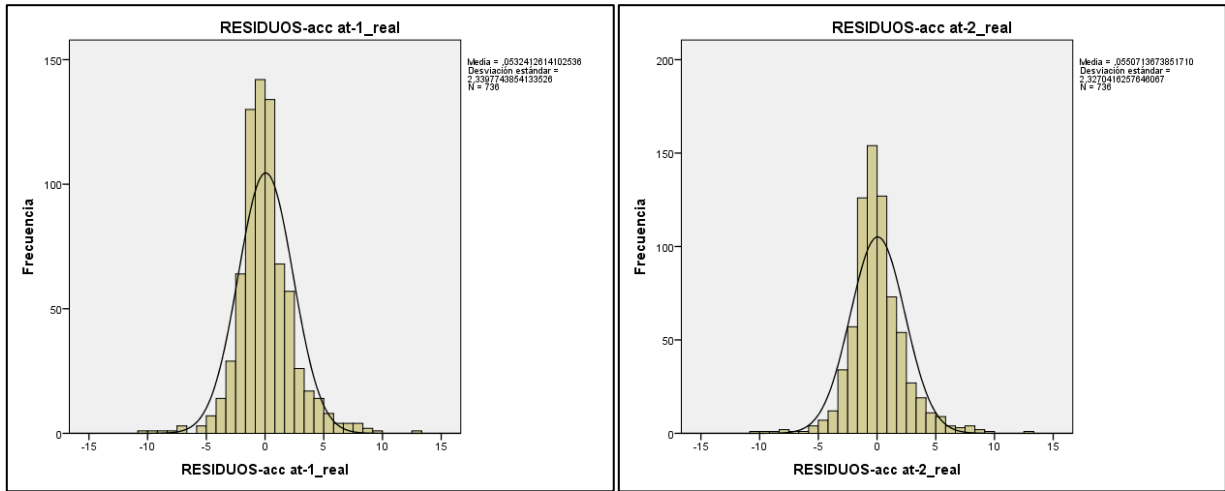 RESIDUOS-acc at-1_real
Media = ,0532412614102536
Desviación estándar =
2,3397743854133526
N = 736
150
100
50
0
Frecuencia
-15 -10 -5 0 5 10 15
RESIDUOS-acc at-1_real
RESIDUOS-acc at-2_real
Media = ,0550713673851710
Desviación estándar =
2,3270416257646067
N = 736
200
150
100
50
0
Frecuencia
-15 -10 -5 0 5 10 15
RESIDUOS-acc at-2_real